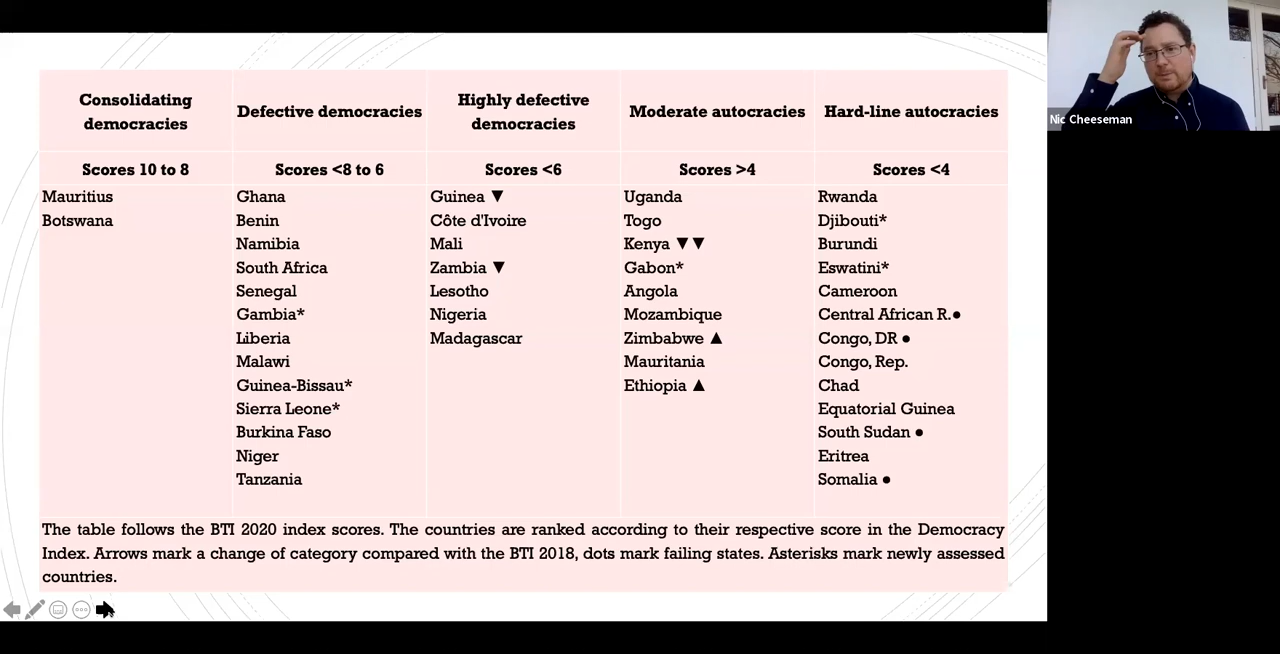 Consolidating
democracies
Defective democracies
Highly defective
democracies
Moderate autocracies
Hard-line autocracies
Scores 10 to 8
Scores <8 to 6
Scores <6
Scores >4
Scores <4
Mauritius
Botswana
Ghana
Benin
Namibia
South Africa
Senegal
Gambia*
Liberia
Malawi
Guinea-Bissau*
Sierra Leone*
Burkina Faso
Niger
Tanzania
Guinea ▼
Côte d'Ivoire
Mali
Zambia ▼
Lesotho
Nigeria
Madagascar
Uganda
Togo
Kenya ▼▼
Gabon*
Angola
Mozambique
Zimbabwe ▲
Mauritania
Ethiopia ▲
Rwanda
Djibouti*
Burundi
Eswatini*
Cameroon
Central African R.●
Congo, DR ●
Congo, Rep.
Chad
Equatorial Guinea
South Sudan ●
Eritrea
Somalia ●
The table follows the BTI 2020 index scores. The countries are ranked according to their respective score in the Democracy
Index. Arrows mark a change of category compared with the BTI 2018, dots mark failing states. Asterisks mark newly assessed
countries.
Nic Cheeseman